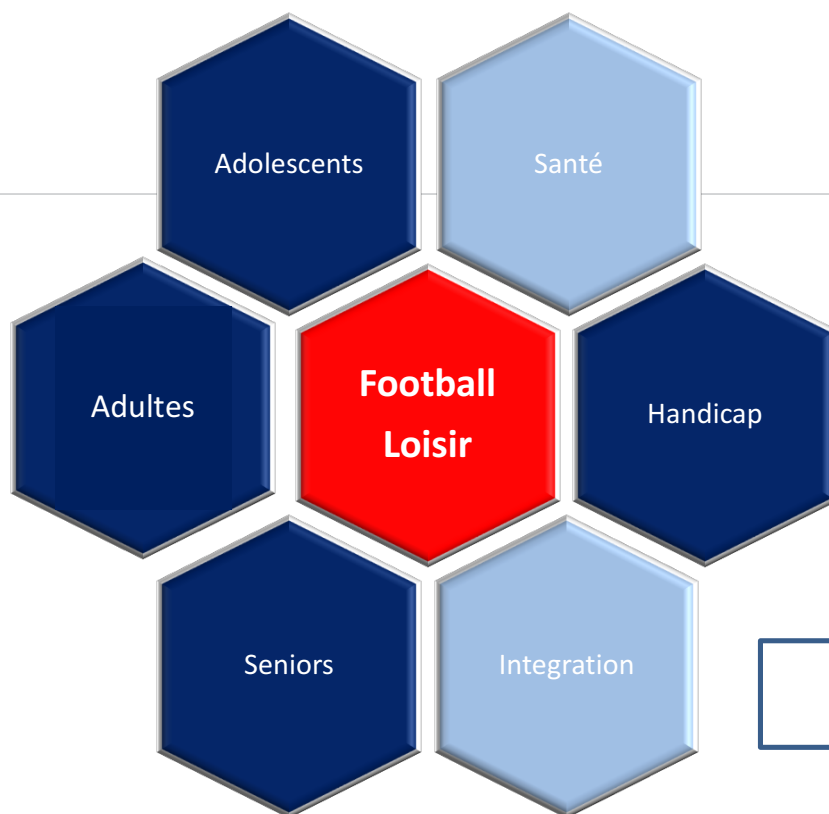 Adolescents
Santé
Adultes
Football
Loisir
Handicap
Seniors
Integration